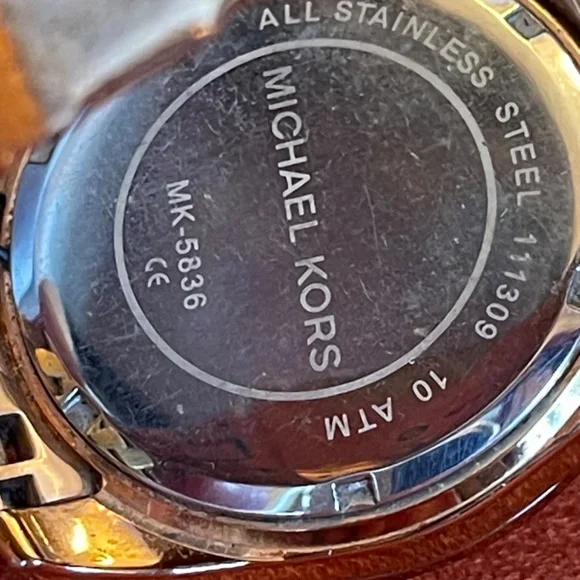 ALL STAINLESS STEEL 111309
10 ATM
MICHAEL KORS
MK-5836
CE